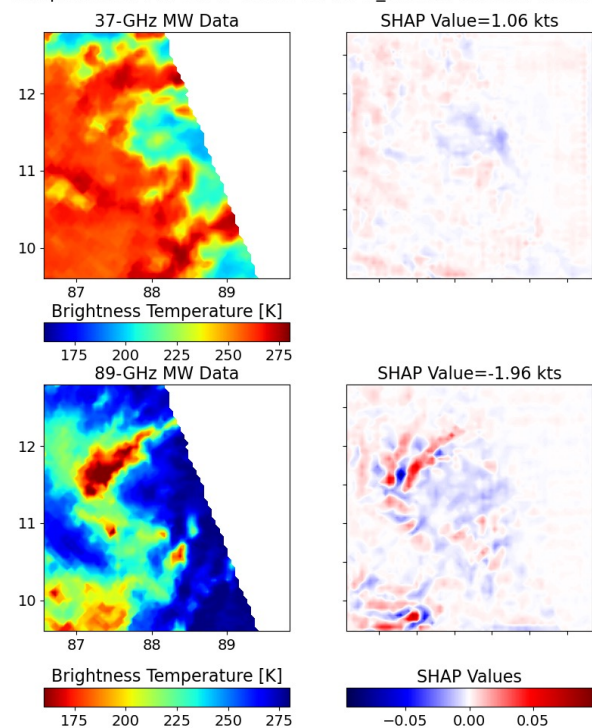 37-GHz MW Data
SHAP Value=1.06 kts
12
11
10
87 88 89
Brightness Temperature [K]
175 200 225 250 275
89-GHz MW Data
SHAP Value=-1.96 kts
12
11
10
87 88 89
Brightness Temperature [K]
SHAP Values
175 200 225 250 275
−0.05 0.00 0.05